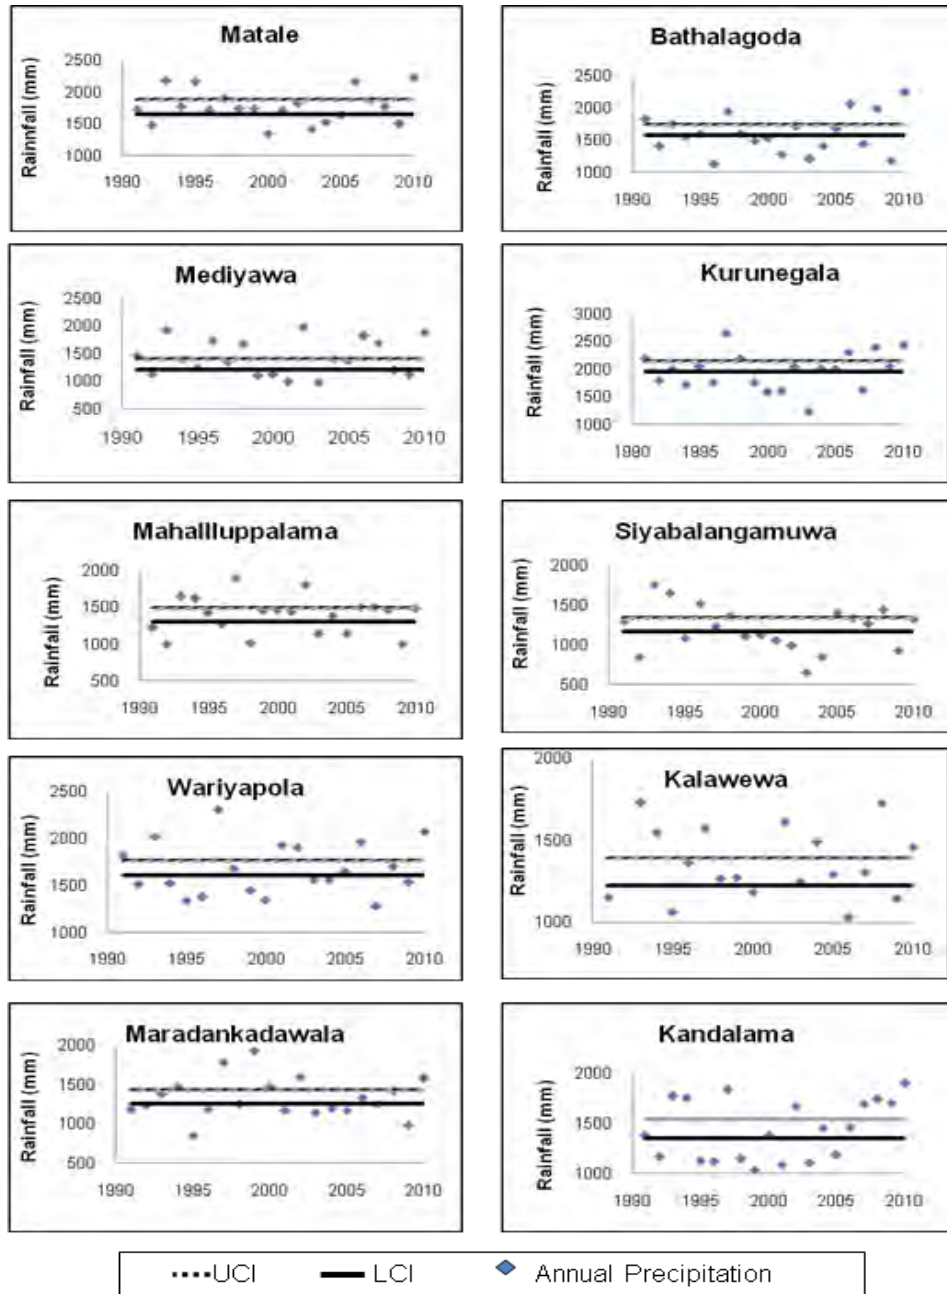 Matale
Rainnfall (mm)
2500
2000
1500
1000
1990 1995 2000 2005 2010
Bathalagoda
Rainfall (mm)
2500
2000
1500
1000
1990 1995 2000 2005 2010
Mediyawa
Rainfall (mm)
2500
2000
1500
1000
500
1990 1995 2000 2005 2010
Kurunegala
Rainfall (mm)
3000
2500
2000
1500
1000
1990 1995 2000 2005 2010
Mahallluppalama
Rainfall (mm)
2000
1500
1000
500
1990 1995 2000 2005 2010
Siyabalangamuwa
Rainfall (mm)
2000
1500
1000
500
1990 1995 2000 2005 2010
Wariyapola
Rainfall (mm)
2500
2000
1500
1000
1990 1995 2000 2005 2010
Kalawewa
Rainfall (mm)
2000
1500
1000
1990 1995 2000 2005 2010
Maradankadawala
Rainfall (mm)
2000
1500
1000
500
1990 1995 2000 2005 2010
Kandalama
Rainfall (mm)
2000
1500
1000
1990 1995 2000 2005 2010
UCI LCI Annual Precipitation